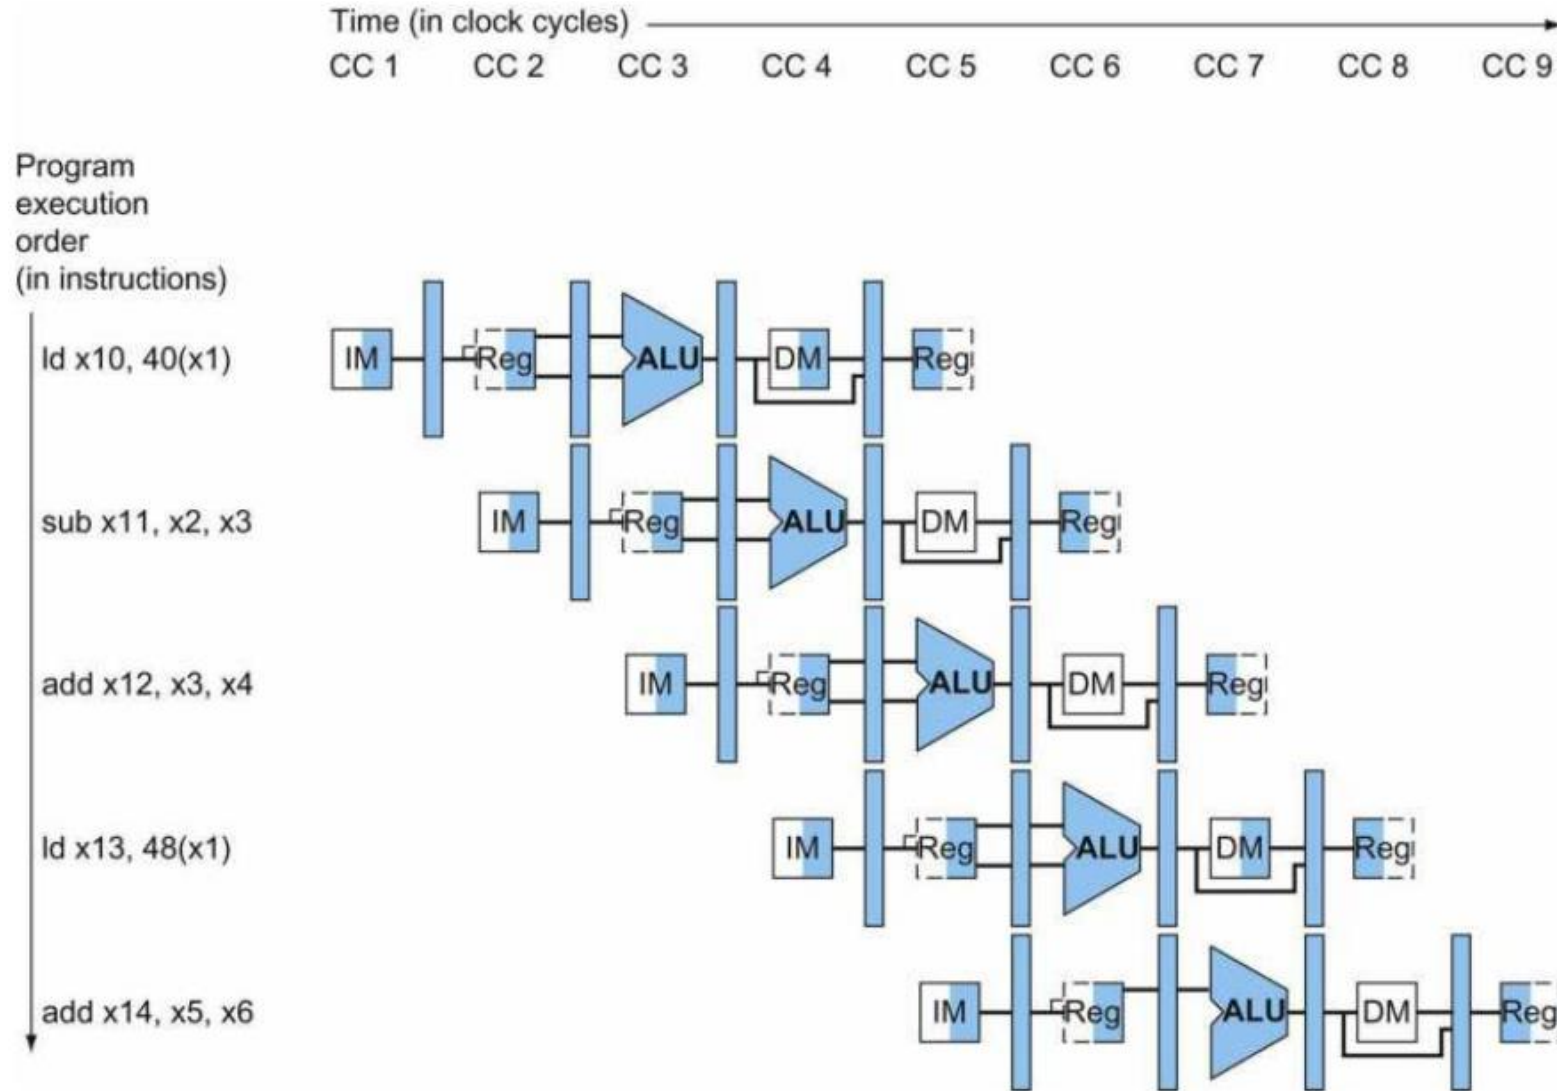 Time (in clock cycles)
CC 1 CC 2 CC 3 CC 4 CC 5 CC 6 CC 7 CC 8 CC 9
Program
execution
order
(in instructions)
ld x10, 40(x1) IM Reg ALU DM Reg
sub x11, x2, x3 IM Reg ALU DM Reg
add x12, x3, x4 IM Reg ALU DM Reg
ld x13, 48(x1) IM Reg ALU DM Reg
add x14, x5, x6 IM Reg ALU DM Reg